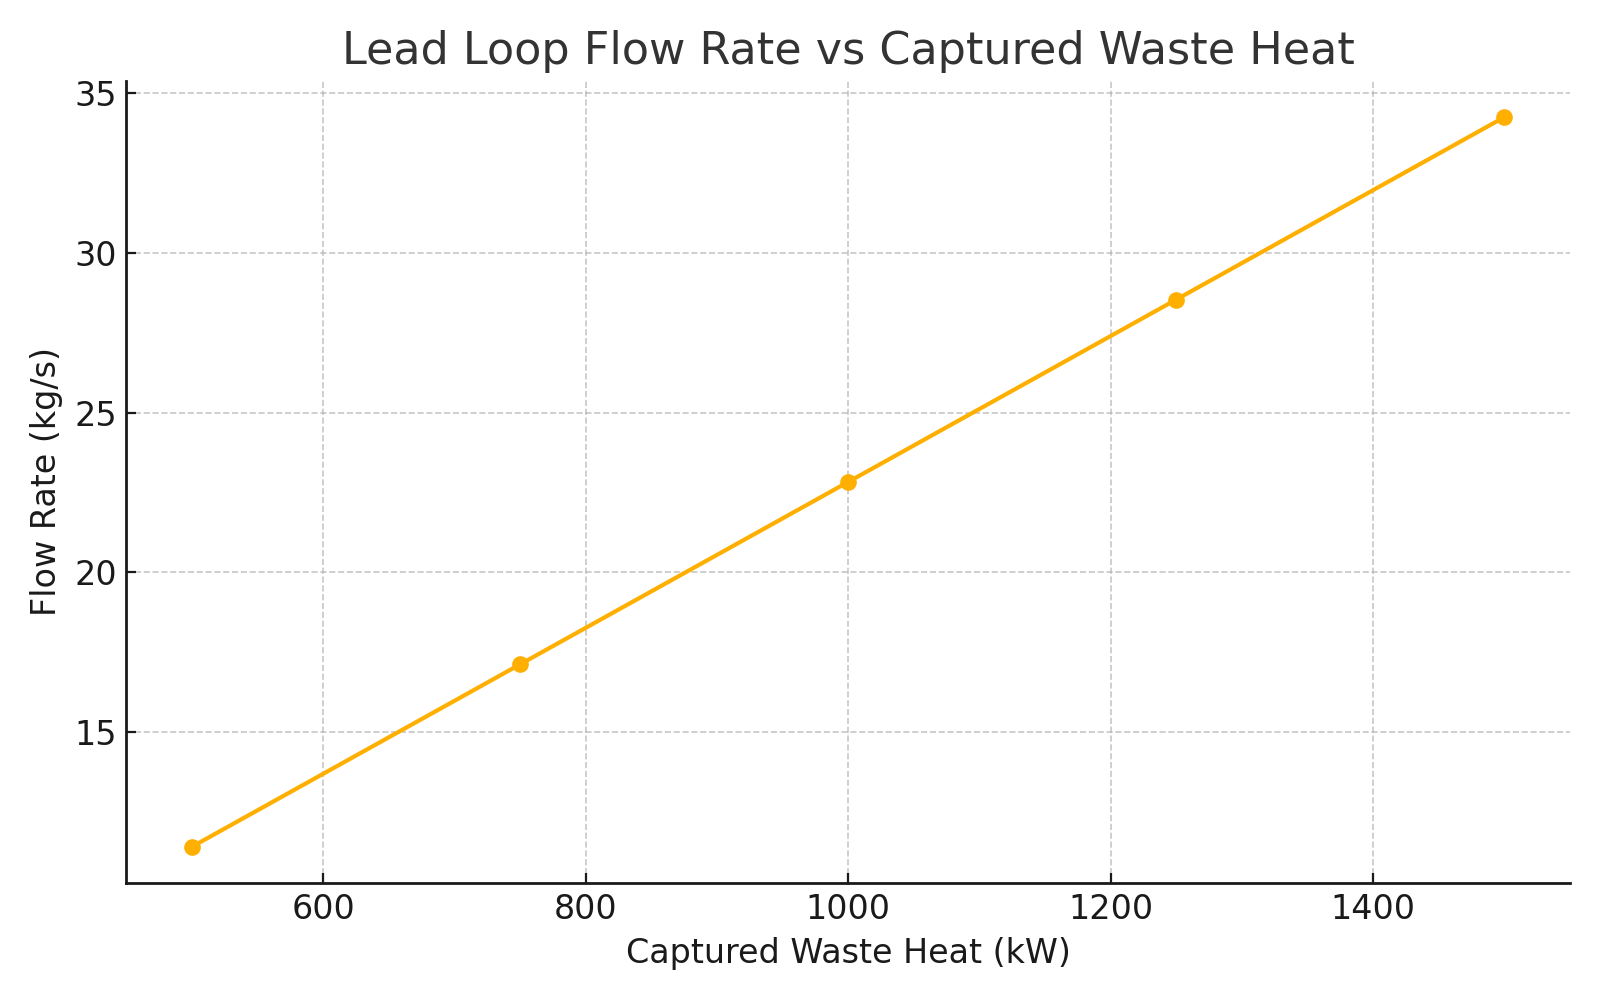 Lead Loop Flow Rate vs Captured Waste Heat
35
30
25
20
15
Flow Rate (kg/s)
600 800 1000 1200 1400
Captured Waste Heat (kW)